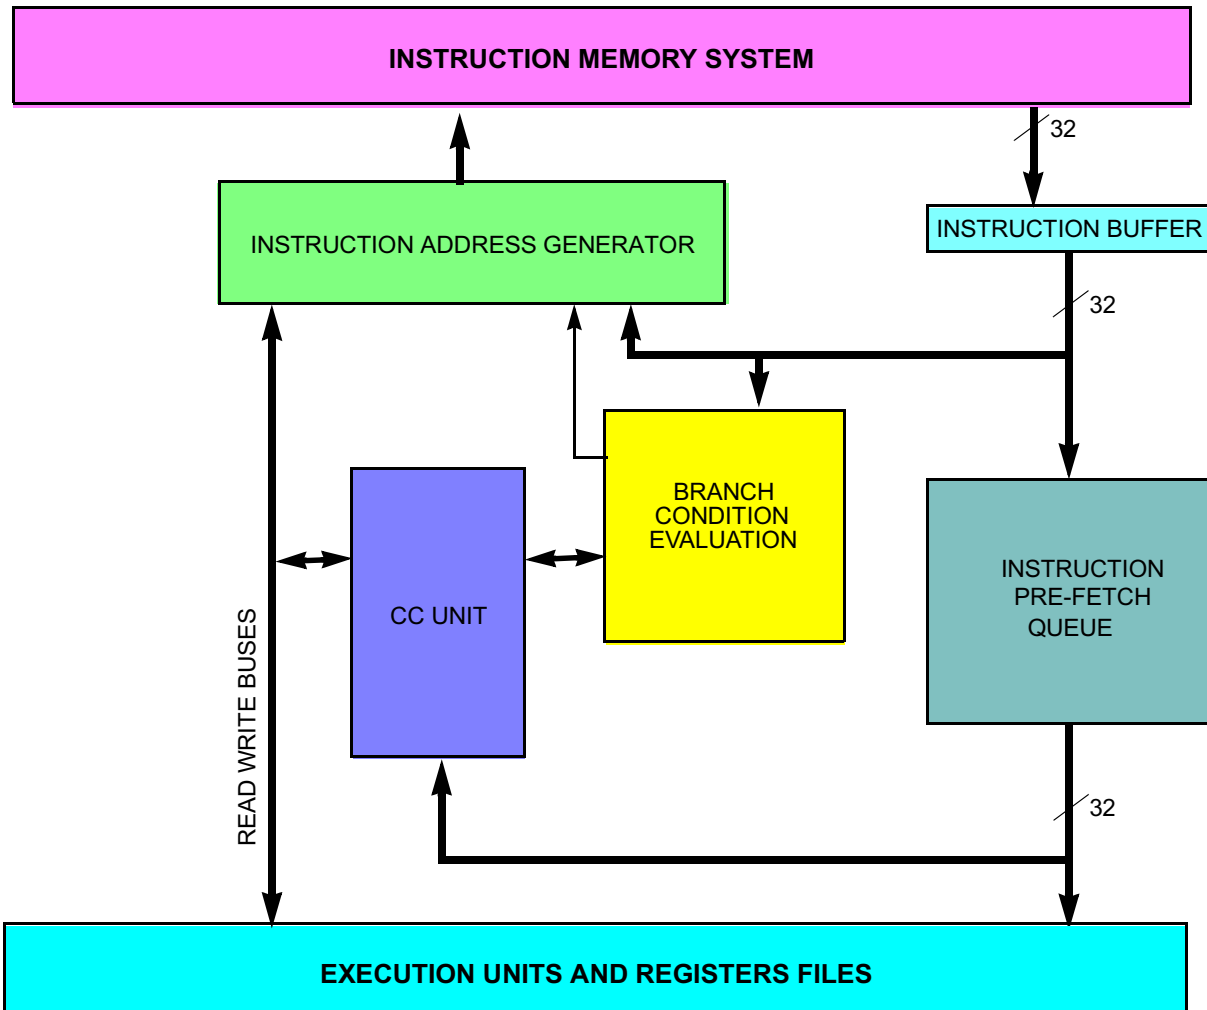 INSTRUCTION MEMORY SYSTEM
32
INSTRUCTION BUFFER
INSTRUCTION ADDRESS GENERATOR
32
BRANCH
CONDITION
EVALUATION
INSTRUCTION
PRE-FETCH
QUEUE
CC UNIT
READ WRITE BUSES
32
EXECUTION UNITS AND REGISTERS FILES